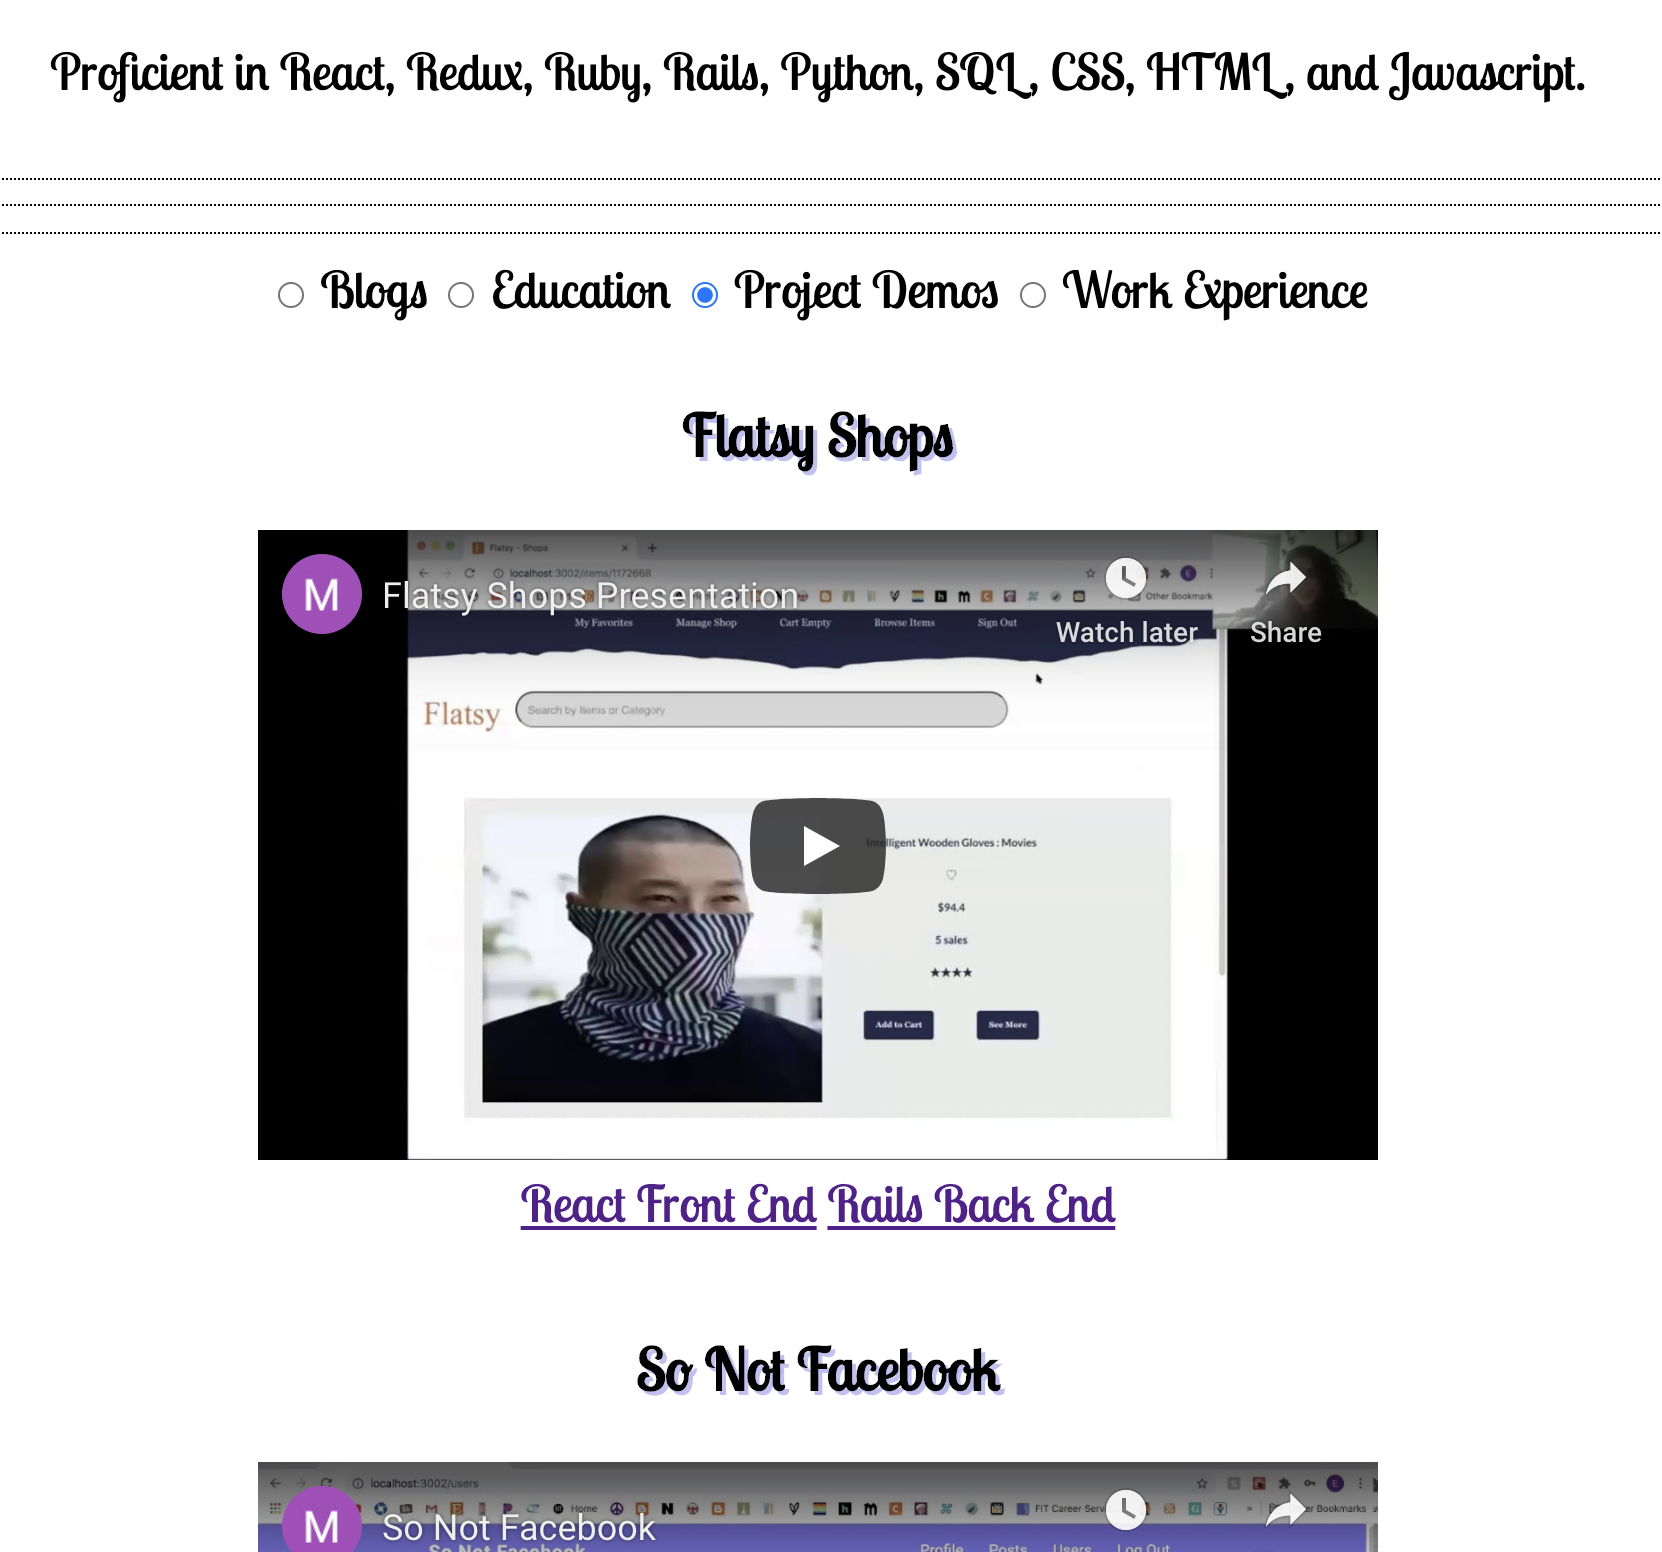 Proficient in React, Redux, Ruby, Rails, Python, SQL, CSS, HTML, and Javascript.
Blogs Education Project Demos Work Experience
Flatsy Shops
Flatsy - Shops
localhost:3002/items/1172668
M Flatsy Shops Presentation
Other Bookmark
My Favorites Manage Shop Cart Empty Browse Items Sign Out
Watch later Share
Flatsy Search by Items or Category
Intelligent Wooden Gloves : Movies
$94.4
5 sales
★★★★
Add to Cart See More
React Front End Rails Back End
So Not Facebook
localhost:3002/users
Home FIT Career Serv er Bookmarks
M So Not Facebook
So Not Facebook Profile Posts Users Log Out